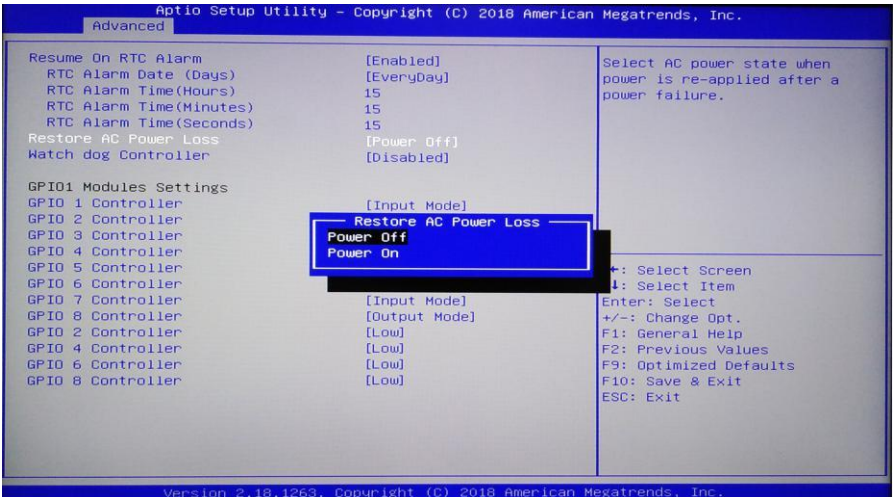 Aptio Setup Utility – Copyright (C) 2018 American Megatrends, Inc.
Advanced
Resume On RTC Alarm [Enabled]
RTC Alarm Date (Days) [EveryDay]
RTC Alarm Time(Hours) 15
RTC Alarm Time(Minutes) 15
RTC Alarm Time(Seconds) 15
Restore AC Power Loss [Power Off]
Watch dog Controller [Disabled]
GPIO1 Modules Settings
GPIO 1 Controller [Input Mode]
GPIO 2 Controller
GPIO 3 Controller
GPIO 4 Controller
GPIO 5 Controller
GPIO 6 Controller
GPIO 7 Controller [Input Mode]
GPIO 8 Controller [Output Mode]
GPIO 2 Controller [Low]
GPIO 4 Controller [Low]
GPIO 6 Controller [Low]
GPIO 8 Controller [Low]
Restore AC Power Loss
Power Off
Power On
Select AC power state when
power is re-applied after a
power failure.
←: Select Screen
↓: Select Item
Enter: Select
+/-: Change Opt.
F1: General Help
F2: Previous Values
F9: Optimized Defaults
F10: Save & Exit
ESC: Exit
Version 2.18.1263. Copyright (C) 2018 American Megatrends, Inc.